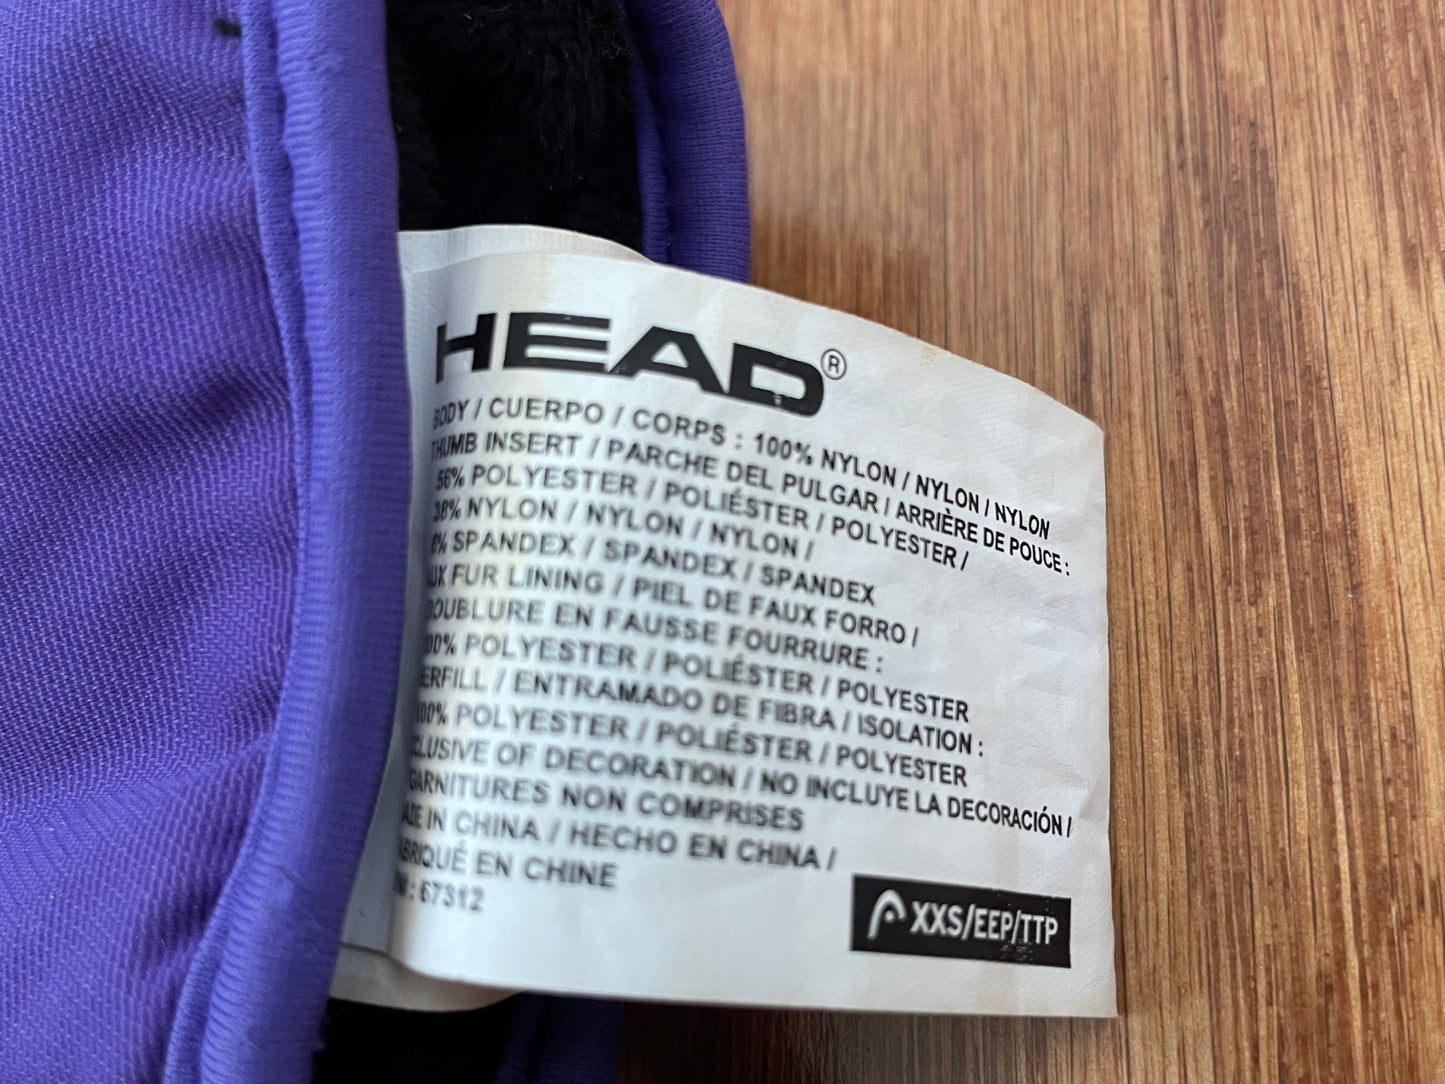 HEAD®
BODY / CUERPO / CORPS : 100% NYLON / NYLON / NYLON
THUMB INSERT / PARCHE DEL PULGAR / ARRIÈRE DE POUCE :
56% POLYESTER / POLIÉSTER / POLYESTER /
38% NYLON / NYLON / NYLON /
6% SPANDEX / SPANDEX / SPANDEX
FAUX FUR LINING / PIEL DE FAUX FORRO /
DOUBLURE EN FAUSSE FOURRURE :
100% POLYESTER / POLIÉSTER / POLYESTER
ERFILL / ENTRAMADO DE FIBRA / ISOLATION :
100% POLYESTER / POLIÉSTER / POLYESTER
CLUSIVE OF DECORATION / NO INCLUYE LA DECORACIÓN /
GARNITURES NON COMPRISES
MADE IN CHINA / HECHO EN CHINA /
FABRIQUÉ EN CHINE
: 67312
XXS/EEP/TTP